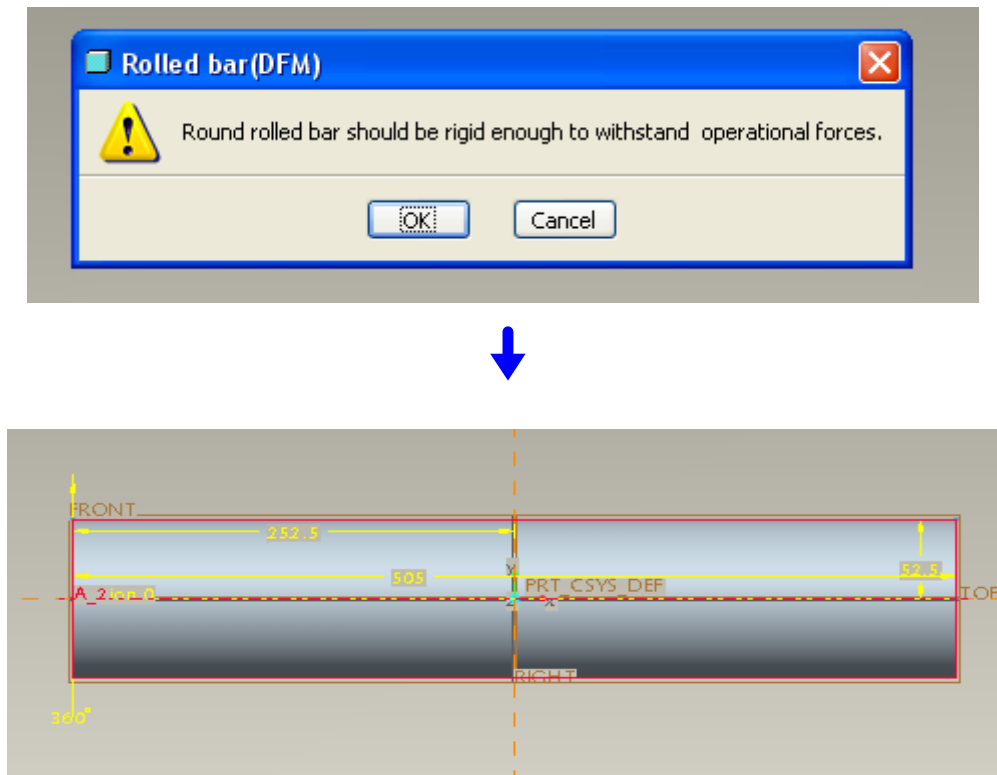 Rolled bar(DFM)
Round rolled bar should be rigid enough to withstand operational forces.
OK
Cancel
FRONT
252.5
505
52.5
Y
PRT_CSYS_DEF
A_2
Z
X
RIGHT
360°